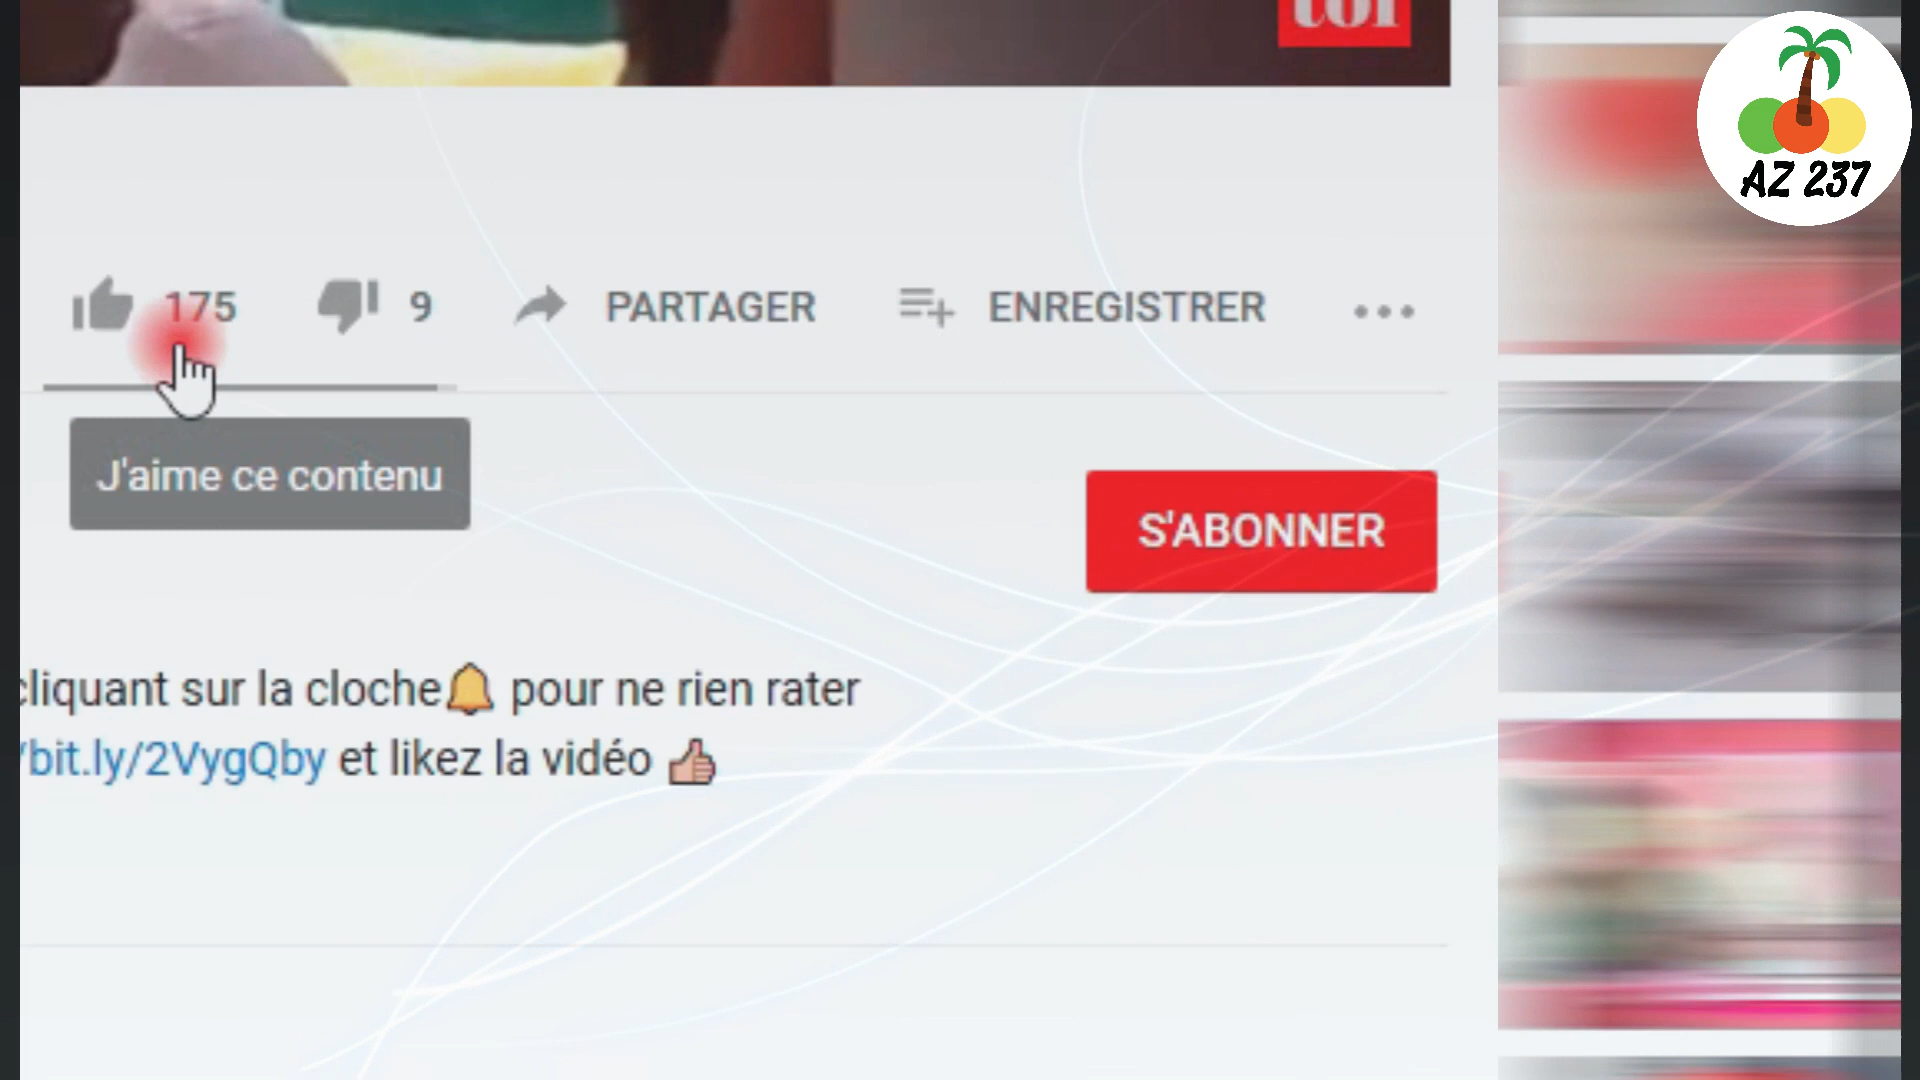 toi
AZ 237
175 9 PARTAGER ENREGISTRER
J'aime ce contenu
S'ABONNER
cliquant sur la cloche🔔 pour ne rien rater
/bit.ly/2VygQby et likez la vidéo 👍